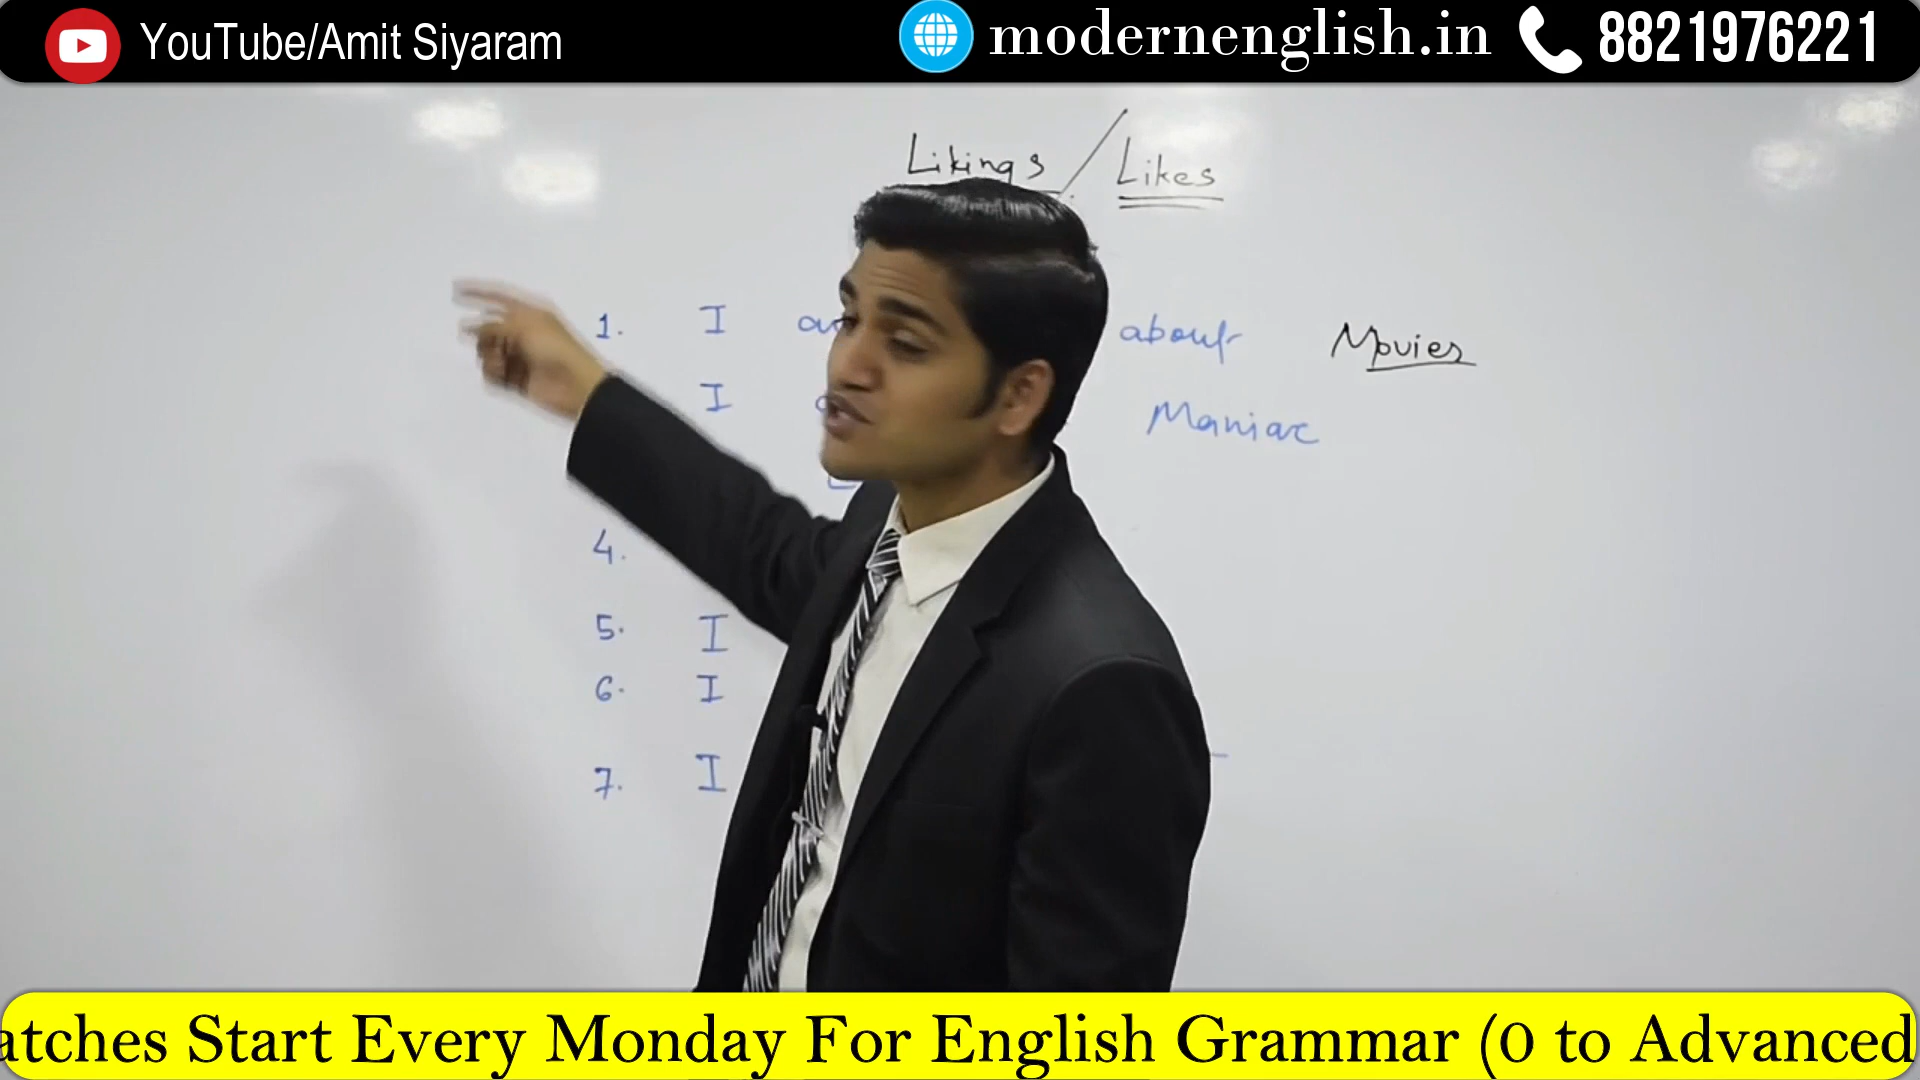 YouTube/Amit Siyaram
modernenglish.in
8821976221
Likings / Likes
1. I about Movies
I Maniac
4.
5. I
6. I
7. I
Start Every Monday For English Grammar (0 to Advanced